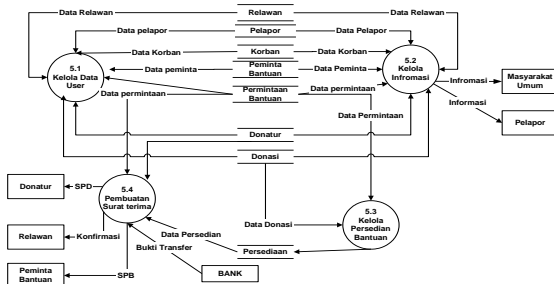 Data Relawan
Relawan
Data Relawan
Data pelapor
Pelapor
Data Pelapor
Data Korban
Korban
Data Korban
5.1
Kelola Data
User
Data peminta
Peminta
Bantuan
Data Peminta
5.2
Kelola
Infromasi
Infromasi
Masyarakat
Umum
Data permintaan
Permintaan
Bantuan
Data permintaan
Informasi
Data Permintaan
Pelapor
Donatur
Donasi
Donatur
SPD
5.4
Pembuatan
Surat terima
5.3
Kelola
Persedian
Bantuan
Data Donasi
Relawan
Konfirmasi
Data Persedian
Bukti Transfer
Persediaan
Peminta
Bantuan
SPB
BANK